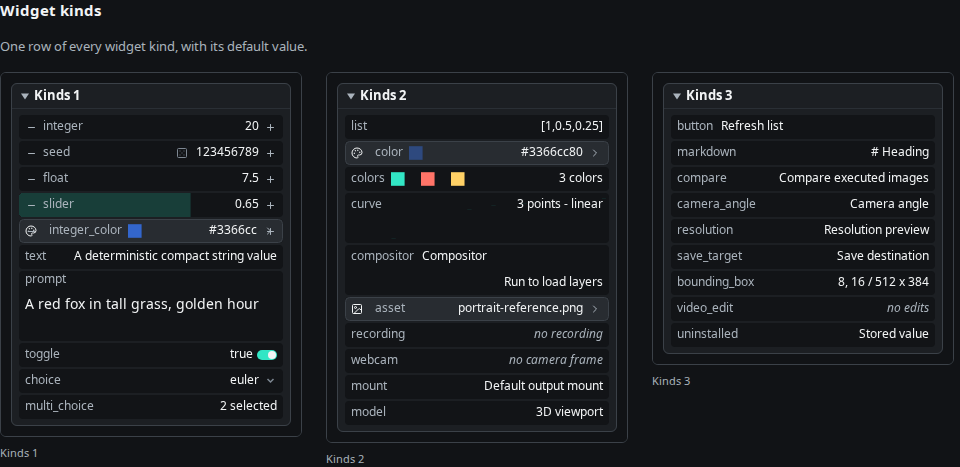 Widget kinds
One row of every widget kind, with its default value.
Kinds 1
integer 20
seed 123456789
float 7.5
slider 0.65
integer_color #3366cc
text A deterministic compact string value
prompt
A red fox in tall grass, golden hour
toggle true
choice euler
multi_choice 2 selected
Kinds 1
Kinds 2
list [1,0.5,0.25]
color #3366cc80
colors 3 colors
curve 3 points - linear
compositor Compositor
Run to load layers
asset portrait-reference.png
recording no recording
webcam no camera frame
mount Default output mount
model 3D viewport
Kinds 2
Kinds 3
button Refresh list
markdown # Heading
compare Compare executed images
camera_angle Camera angle
resolution Resolution preview
save_target Save destination
bounding_box 8, 16 / 512 x 384
video_edit no edits
uninstalled Stored value
Kinds 3